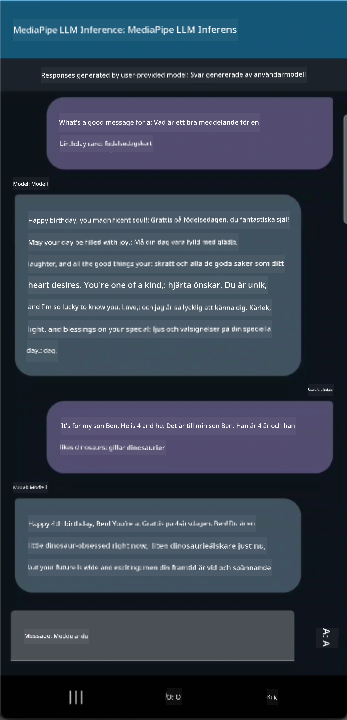 MediaPipe LLM Inference: MediaPipe LLM Inferens
Responses generated by user-provided model: Svar genererade av användarmodell
What's a good message for a: Vad är ett bra meddelande för en
birthday card: födelsedagskort
Model: Modell
Happy birthday, you magnificent soul!: Grattis på födelsedagen, du fantastiska själ!
May your day be filled with joy,: Må din dag vara fylld med glädje,
laughter, and all the good things your: skratt och alla de goda saker som ditt
heart desires. You're one of a kind,: hjärta önskar. Du är unik,
and I'm so lucky to know you. Love,: och jag är så lycklig att känna dig. Kärlek,
light, and blessings on your special: ljus och välsignelser på din speciella
day.: dag.
It's for my son Ben. He is 4 and he: Det är till min son Ben. Han är 4 år och han
likes dinosaurs: gillar dinosaurier
Model: Modell
Happy 4th birthday, Ben! You're a: Grattis på 4-årsdagen, Ben! Du är en
little dinosaur-obsessed right now,: liten dinosaurieälskare just nu,
but your future is wide and exciting: men din framtid är vid och spännande
Message: Meddelande
A: A